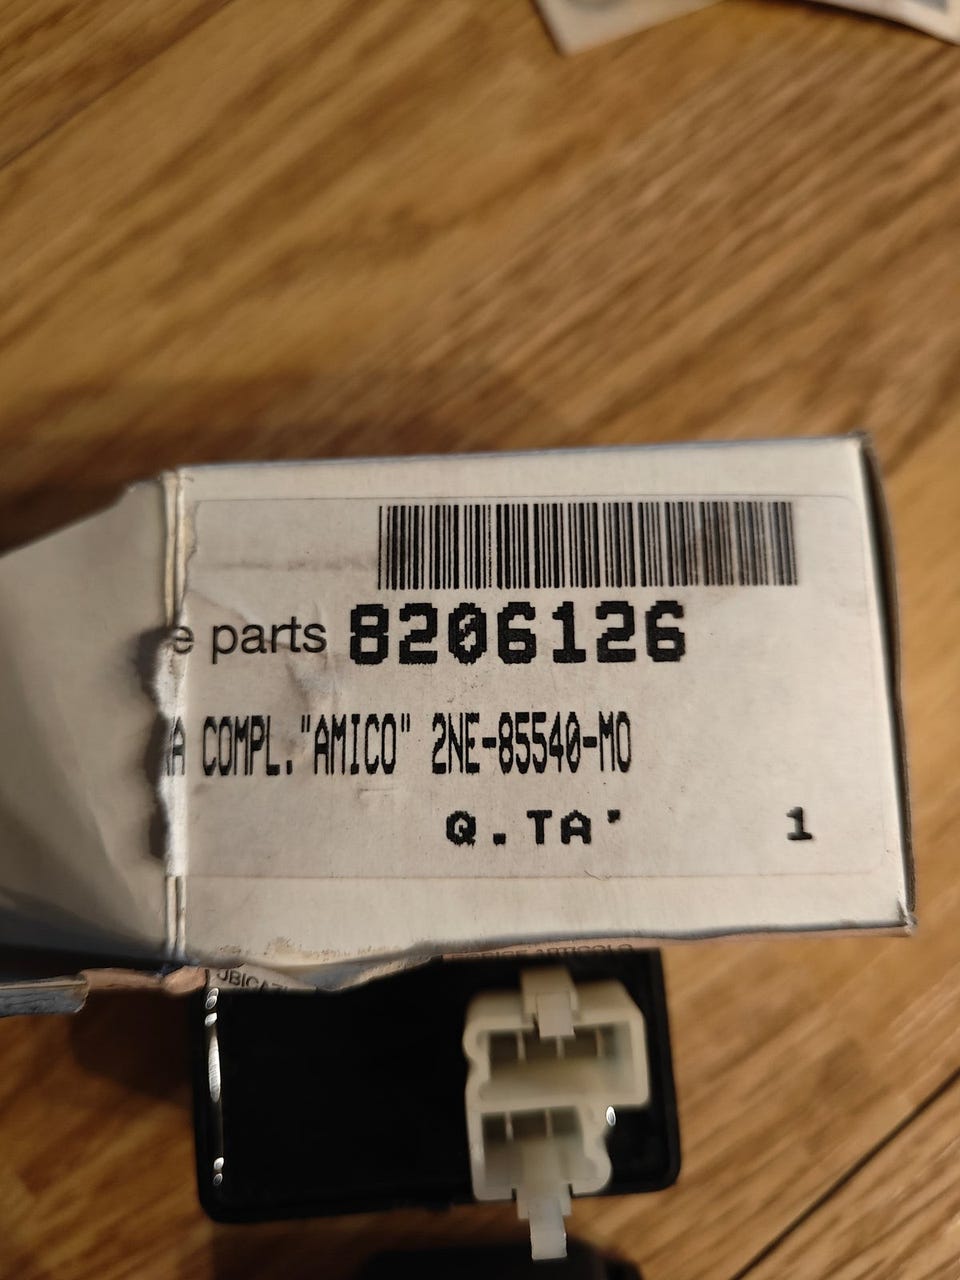 e parts 8206126
A COMPL."AMICO" 2NE-85540-M0
Q.TA' 1